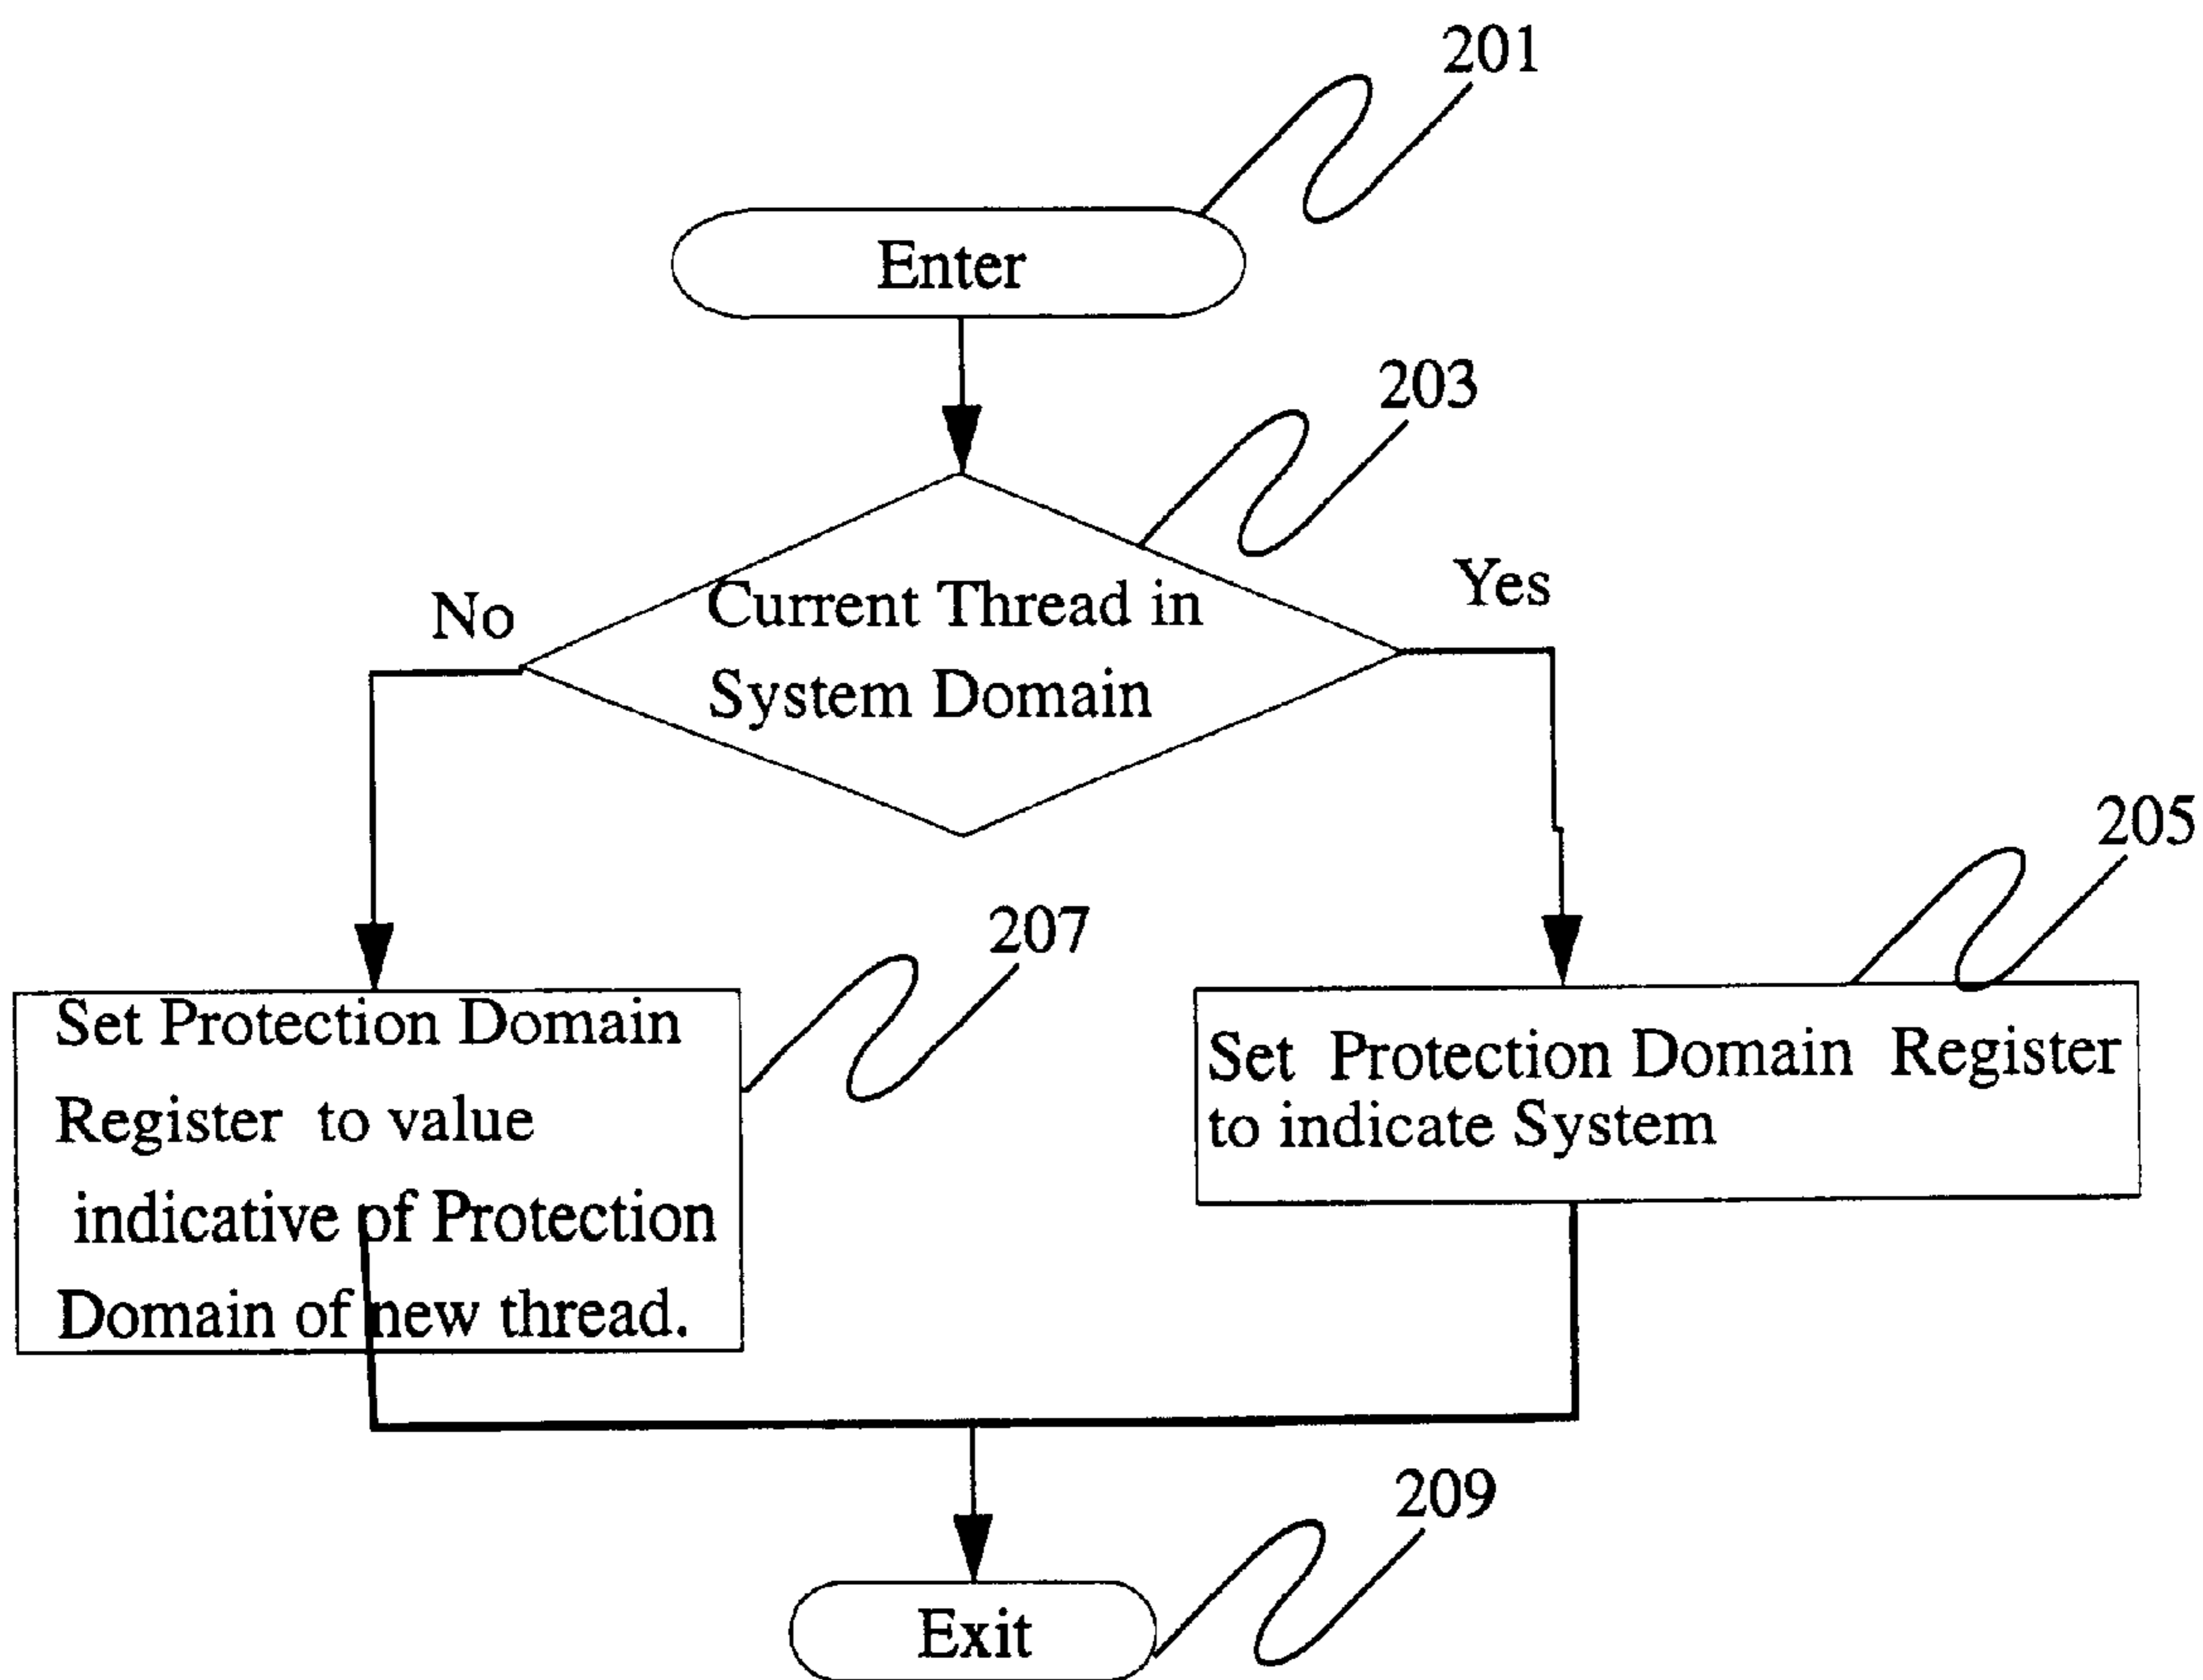 201
Enter
203
No
Yes
Current Thread in
System Domain
205
207
Set Protection Domain
Register to value
indicative of Protection
Domain of new thread.
Set Protection Domain Register
to indicate System
209
Exit